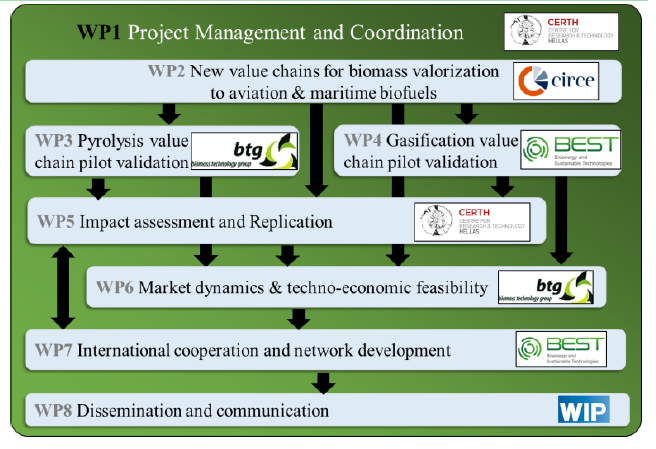 WP1 Project Management and Coordination
CERTH
CENTRE FOR
RESEARCH & TECHNOLOGY
HELLAS
WP2 New value chains for biomass valorization
to aviation & maritime biofuels
circe
WP3 Pyrolysis value
chain pilot validation
btg
biomass technology group
WP4 Gasification value
chain pilot validation
BEST
Bioenergy and
Sustainable Technologies
WP5 Impact assessment and Replication
CERTH
CENTRE FOR
RESEARCH & TECHNOLOGY
HELLAS
WP6 Market dynamics & techno-economic feasibility
btg
biomass technology group
WP7 International cooperation and network development
BEST
Bioenergy and
Sustainable Technologies
WP8 Dissemination and communication
WIP